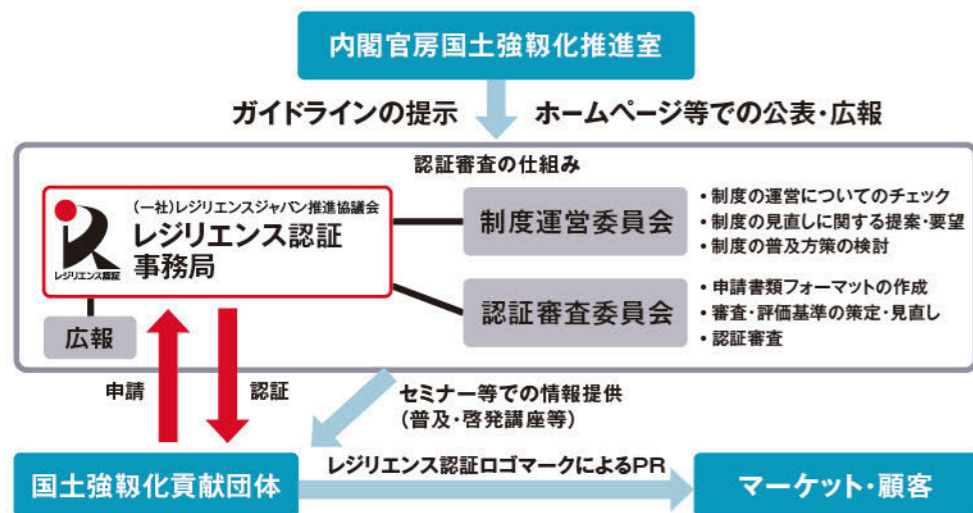 内閣官房国土強靱化推進室
ガイドラインの提示
ホームページ等での公表・広報
認証審査の仕組み
(一社)レジリエンスジャパン推進協議会
レジリエンス認証
事務局
レジリエンス認証
広報
制度運営委員会
・制度の運営についてのチェック
・制度の見直しに関する提案・要望
・制度の普及方策の検討
認証審査委員会
・申請書類フォーマットの作成
・審査・評価基準の策定・見直し
・認証審査
申請
認証
セミナー等での情報提供
(普及・啓発講座等)
国土強靱化貢献団体
レジリエンス認証ロゴマークによるPR
マーケット・顧客